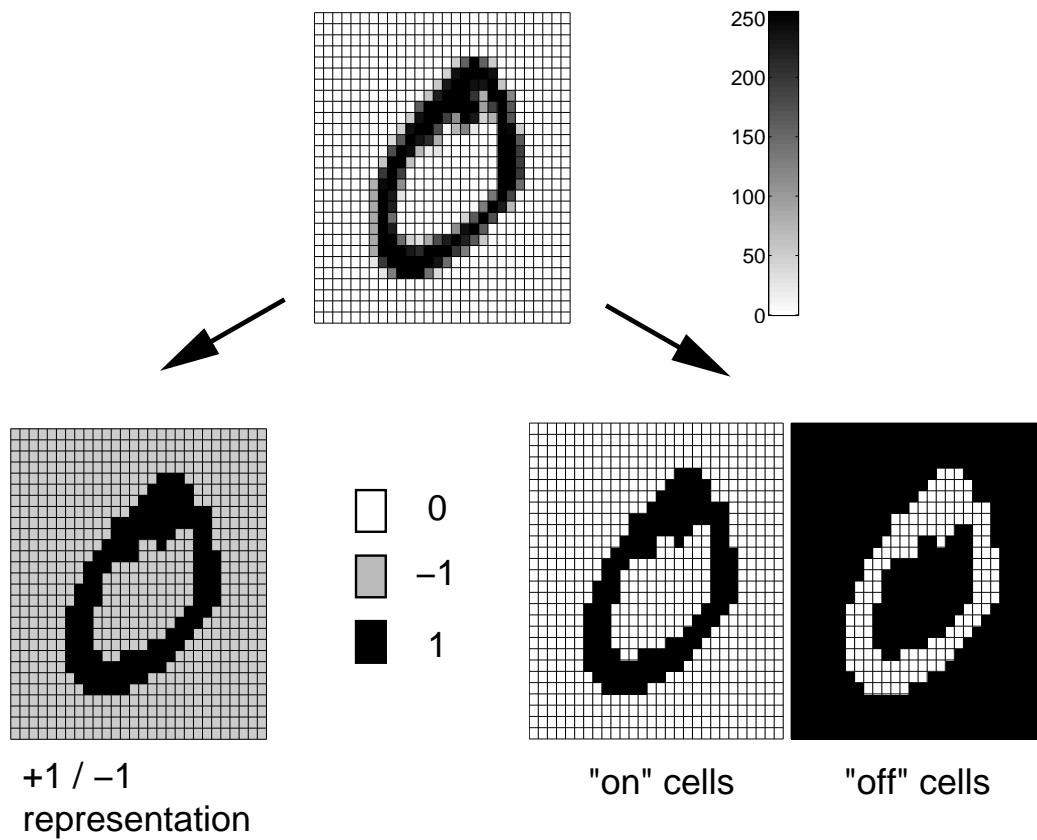 250
200
150
100
50
0
0
–1
1
+1 / –1
representation
"on" cells
"off" cells